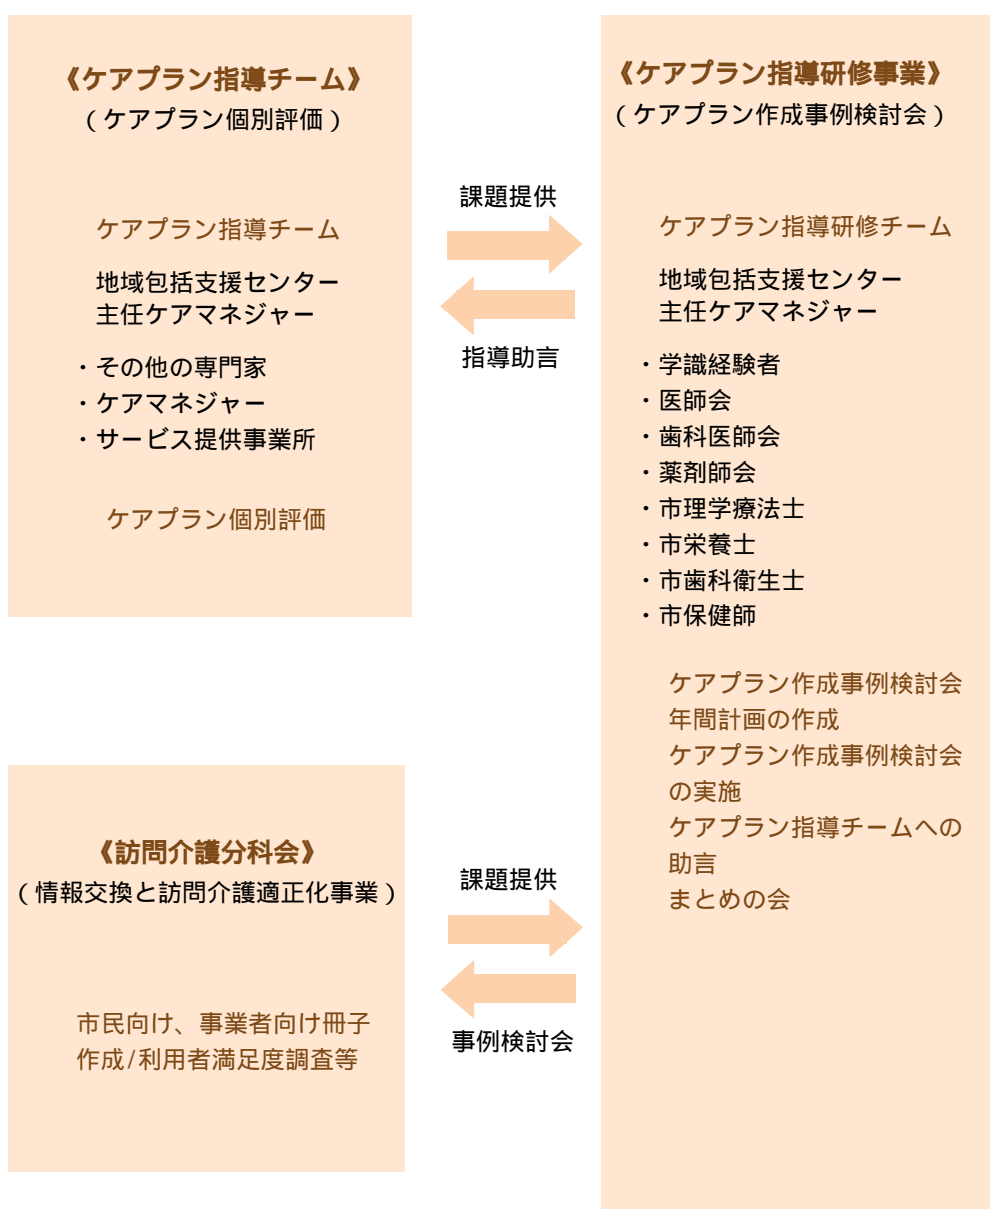 《ケアプラン指導チーム》
（ケアプラン個別評価）
ケアプラン指導チーム
地域包括支援センター
主任ケアマネジャー
・その他の専門家
・ケアマネジャー
・サービス提供事業所
ケアプラン個別評価
課題提供
指導助言
《ケアプラン指導研修事業》
（ケアプラン作成事例検討会）
ケアプラン指導研修チーム
地域包括支援センター
主任ケアマネジャー
・学識経験者
・医師会
・歯科医師会
・薬剤師会
・市理学療法士
・市栄養士
・市歯科衛生士
・市保健師
ケアプラン作成事例検討会
年間計画の作成
ケアプラン作成事例検討会
の実施
ケアプラン指導チームへの
助言
まとめの会
《訪問介護分科会》
（情報交換と訪問介護適正化事業）
市民向け、事業者向け冊子
作成/利用者満足度調査等
課題提供
事例検討会